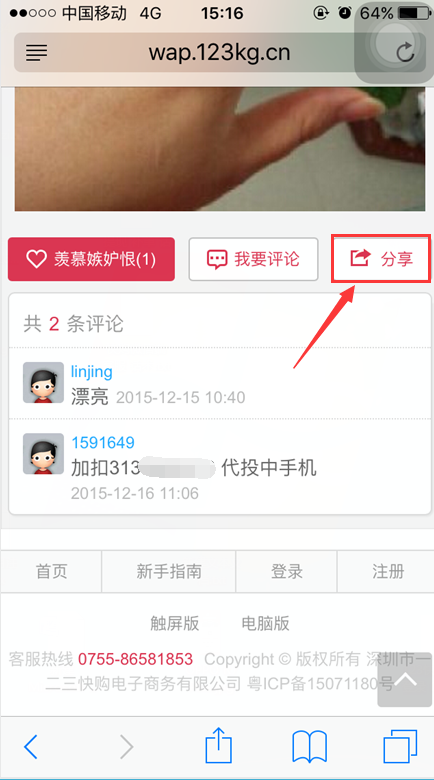 中国移动 4G 15:16 64%
wap.123kg.cn
羡慕嫉妒恨(1) 我要评论 分享
共 2 条评论
linjing
漂亮 2015-12-15 10:40
1591649
加扣313 代投中手机
2015-12-16 11:06
首页 新手指南 登录 注册
触屏版 电脑版
客服热线 0755-86581853 Copyright © 版权所有 深圳市一
二三快购电子商务有限公司 粤ICP备15071180号